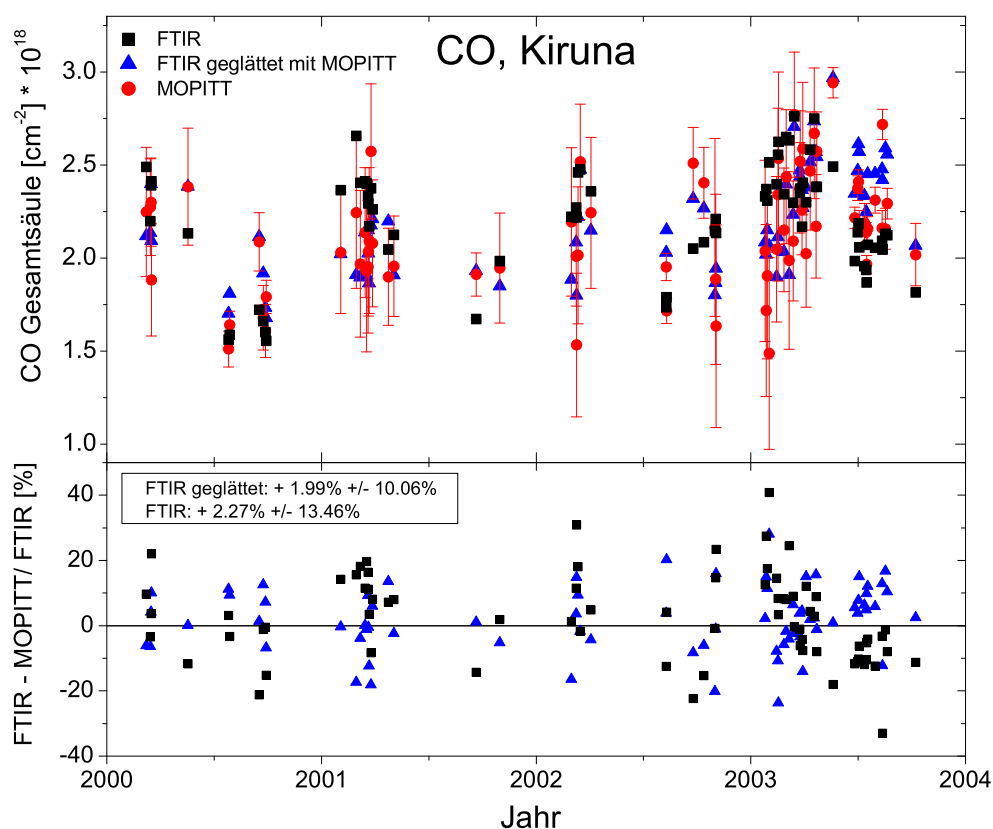 CO, Kiruna
FTIR
FTIR geglättet mit MOPITT
MOPITT
CO Gesamtsäule [cm-2] * 10^18
3.0
2.5
2.0
1.5
1.0
FTIR - MOPITT/ FTIR [%]
FTIR geglättet: + 1.99% +/- 10.06%
FTIR: + 2.27% +/- 13.46%
40
20
0
-20
-40
2000 2001 2002 2003 2004
Jahr